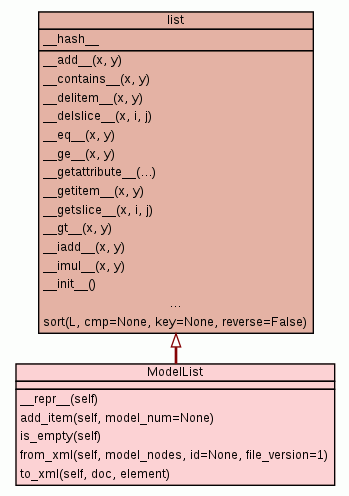 list
__hash__
__add__(x, y)
__contains__(x, y)
__delitem__(x, y)
__delslice__(x, i, j)
__eq__(x, y)
__ge__(x, y)
__getattribute__(...)
__getitem__(x, y)
__getslice__(x, i, j)
__gt__(x, y)
__iadd__(x, y)
__imul__(x, y)
__init__()
...
sort(L, cmp=None, key=None, reverse=False)
ModelList
__repr__(self)
add_item(self, model_num=None)
is_empty(self)
from_xml(self, model_nodes, id=None, file_version=1)
to_xml(self, doc, element)